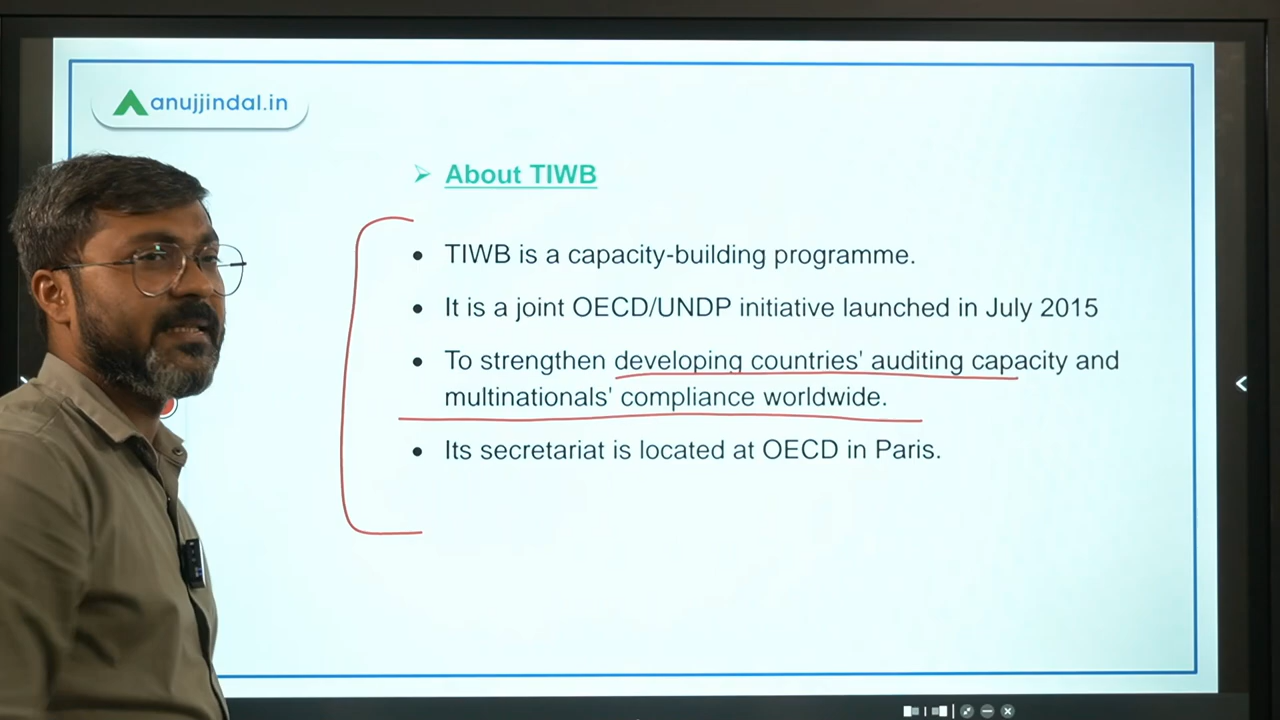 anujjindal.in
About TIWB
TIWB is a capacity-building programme.
It is a joint OECD/UNDP initiative launched in July 2015
To strengthen developing countries' auditing capacity and
multinationals' compliance worldwide.
Its secretariat is located at OECD in Paris.